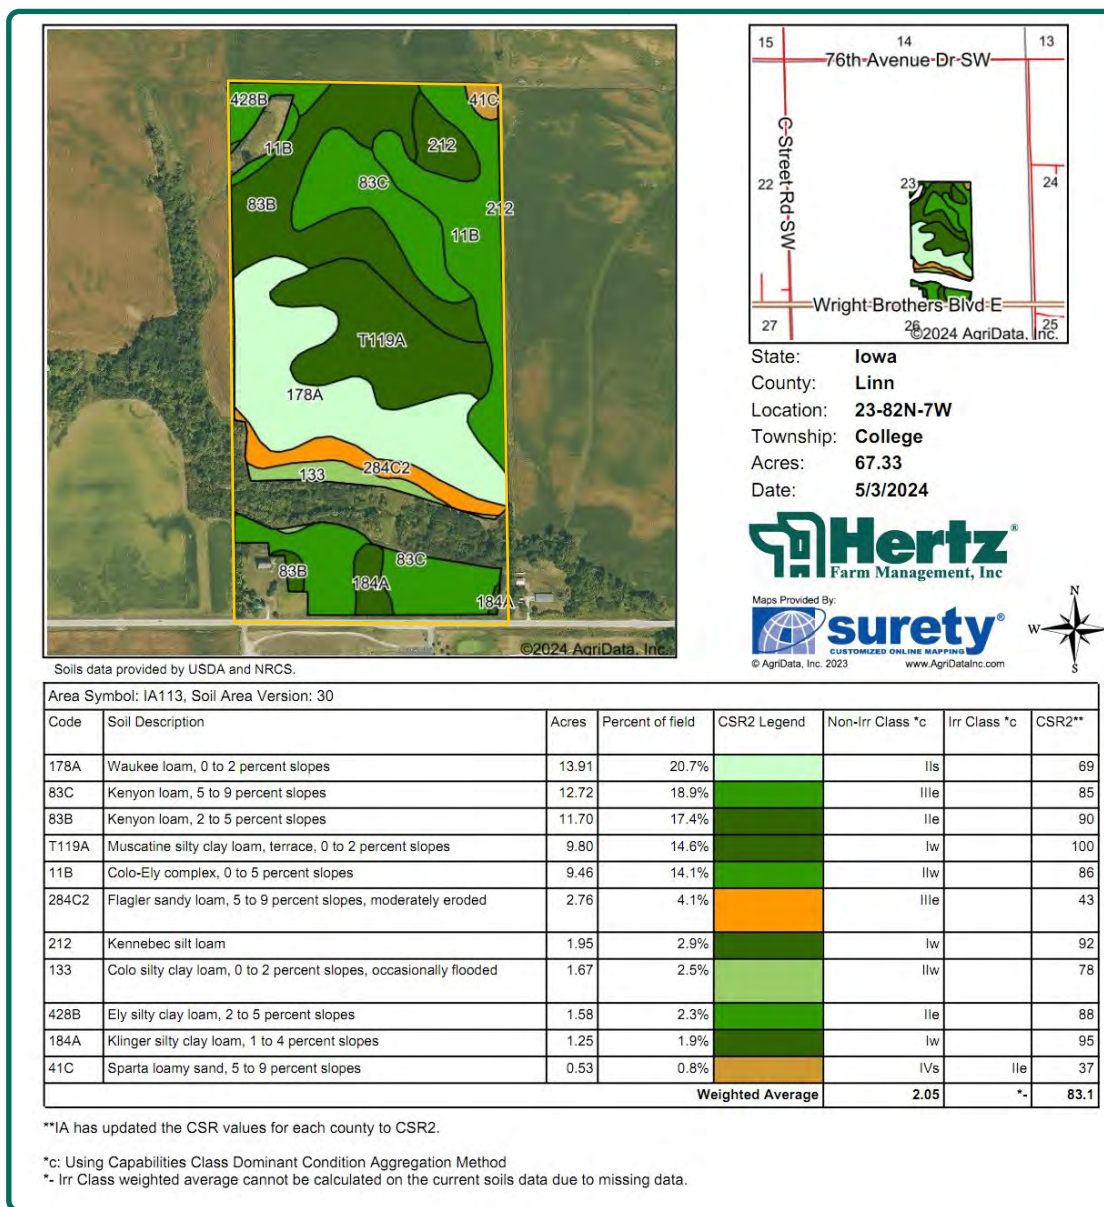 428B
41C
11B
212
83C
83B
212
11B
T119A
178A
284C2
133
83C
83B
184A
184A
©2024 AgriData, Inc.
Soils data provided by USDA and NRCS.
15
14
13
76th Avenue Dr SW
C Street Rd SW
22
23
24
Wright Brothers Blvd E
27
26
25
©2024 AgriData, Inc.
State: Iowa
County: Linn
Location: 23-82N-7W
Township: College
Acres: 67.33
Date: 5/3/2024
Hertz®
Farm Management, Inc
Maps Provided By:
surety®
CUSTOMIZED ONLINE MAPPING
© AgriData, Inc. 2023 www.AgriDataInc.com
N
W E
S
Area Symbol: IA113, Soil Area Version: 30
Code Soil Description Acres Percent of field CSR2 Legend Non-Irr Class *c Irr Class *c CSR2**
178A Waukee loam, 0 to 2 percent slopes 13.91 20.7% IIs 69
83C Kenyon loam, 5 to 9 percent slopes 12.72 18.9% IIIe 85
83B Kenyon loam, 2 to 5 percent slopes 11.70 17.4% IIe 90
T119A Muscatine silty clay loam, terrace, 0 to 2 percent slopes 9.80 14.6% Iw 100
11B Colo-Ely complex, 0 to 5 percent slopes 9.46 14.1% IIw 86
284C2 Flagler sandy loam, 5 to 9 percent slopes, moderately eroded 2.76 4.1% IIIe 43
212 Kennebec silt loam 1.95 2.9% Iw 92
133 Colo silty clay loam, 0 to 2 percent slopes, occasionally flooded 1.67 2.5% IIw 78
428B Ely silty clay loam, 2 to 5 percent slopes 1.58 2.3% IIe 88
184A Klinger silty clay loam, 1 to 4 percent slopes 1.25 1.9% Iw 95
41C Sparta loamy sand, 5 to 9 percent slopes 0.53 0.8% IVs IIe 37
Weighted Average 2.05 *- 83.1
**IA has updated the CSR values for each county to CSR2.
*c: Using Capabilities Class Dominant Condition Aggregation Method
*- Irr Class weighted average cannot be calculated on the current soils data due to missing data.